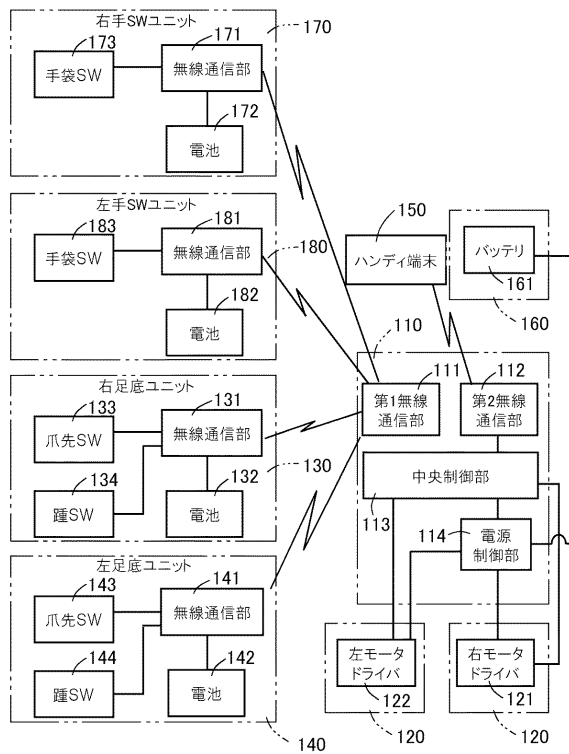 右手SWユニット
170
173
171
手袋SW
無線通信部
172
電池
左手SWユニット
183
181
180
手袋SW
無線通信部
182
電池
150
ハンディ端末
バッテリ
161
160
110
右足底ユニット
133
131
130
爪先SW
無線通信部
134
132
踵SW
電池
111
112
第1無線
通信部
第2無線
通信部
中央制御部
113
114
電源
制御部
左足底ユニット
143
141
爪先SW
無線通信部
144
142
踵SW
電池
140
左モータ
ドライバ
122
120
右モータ
ドライバ
121
120